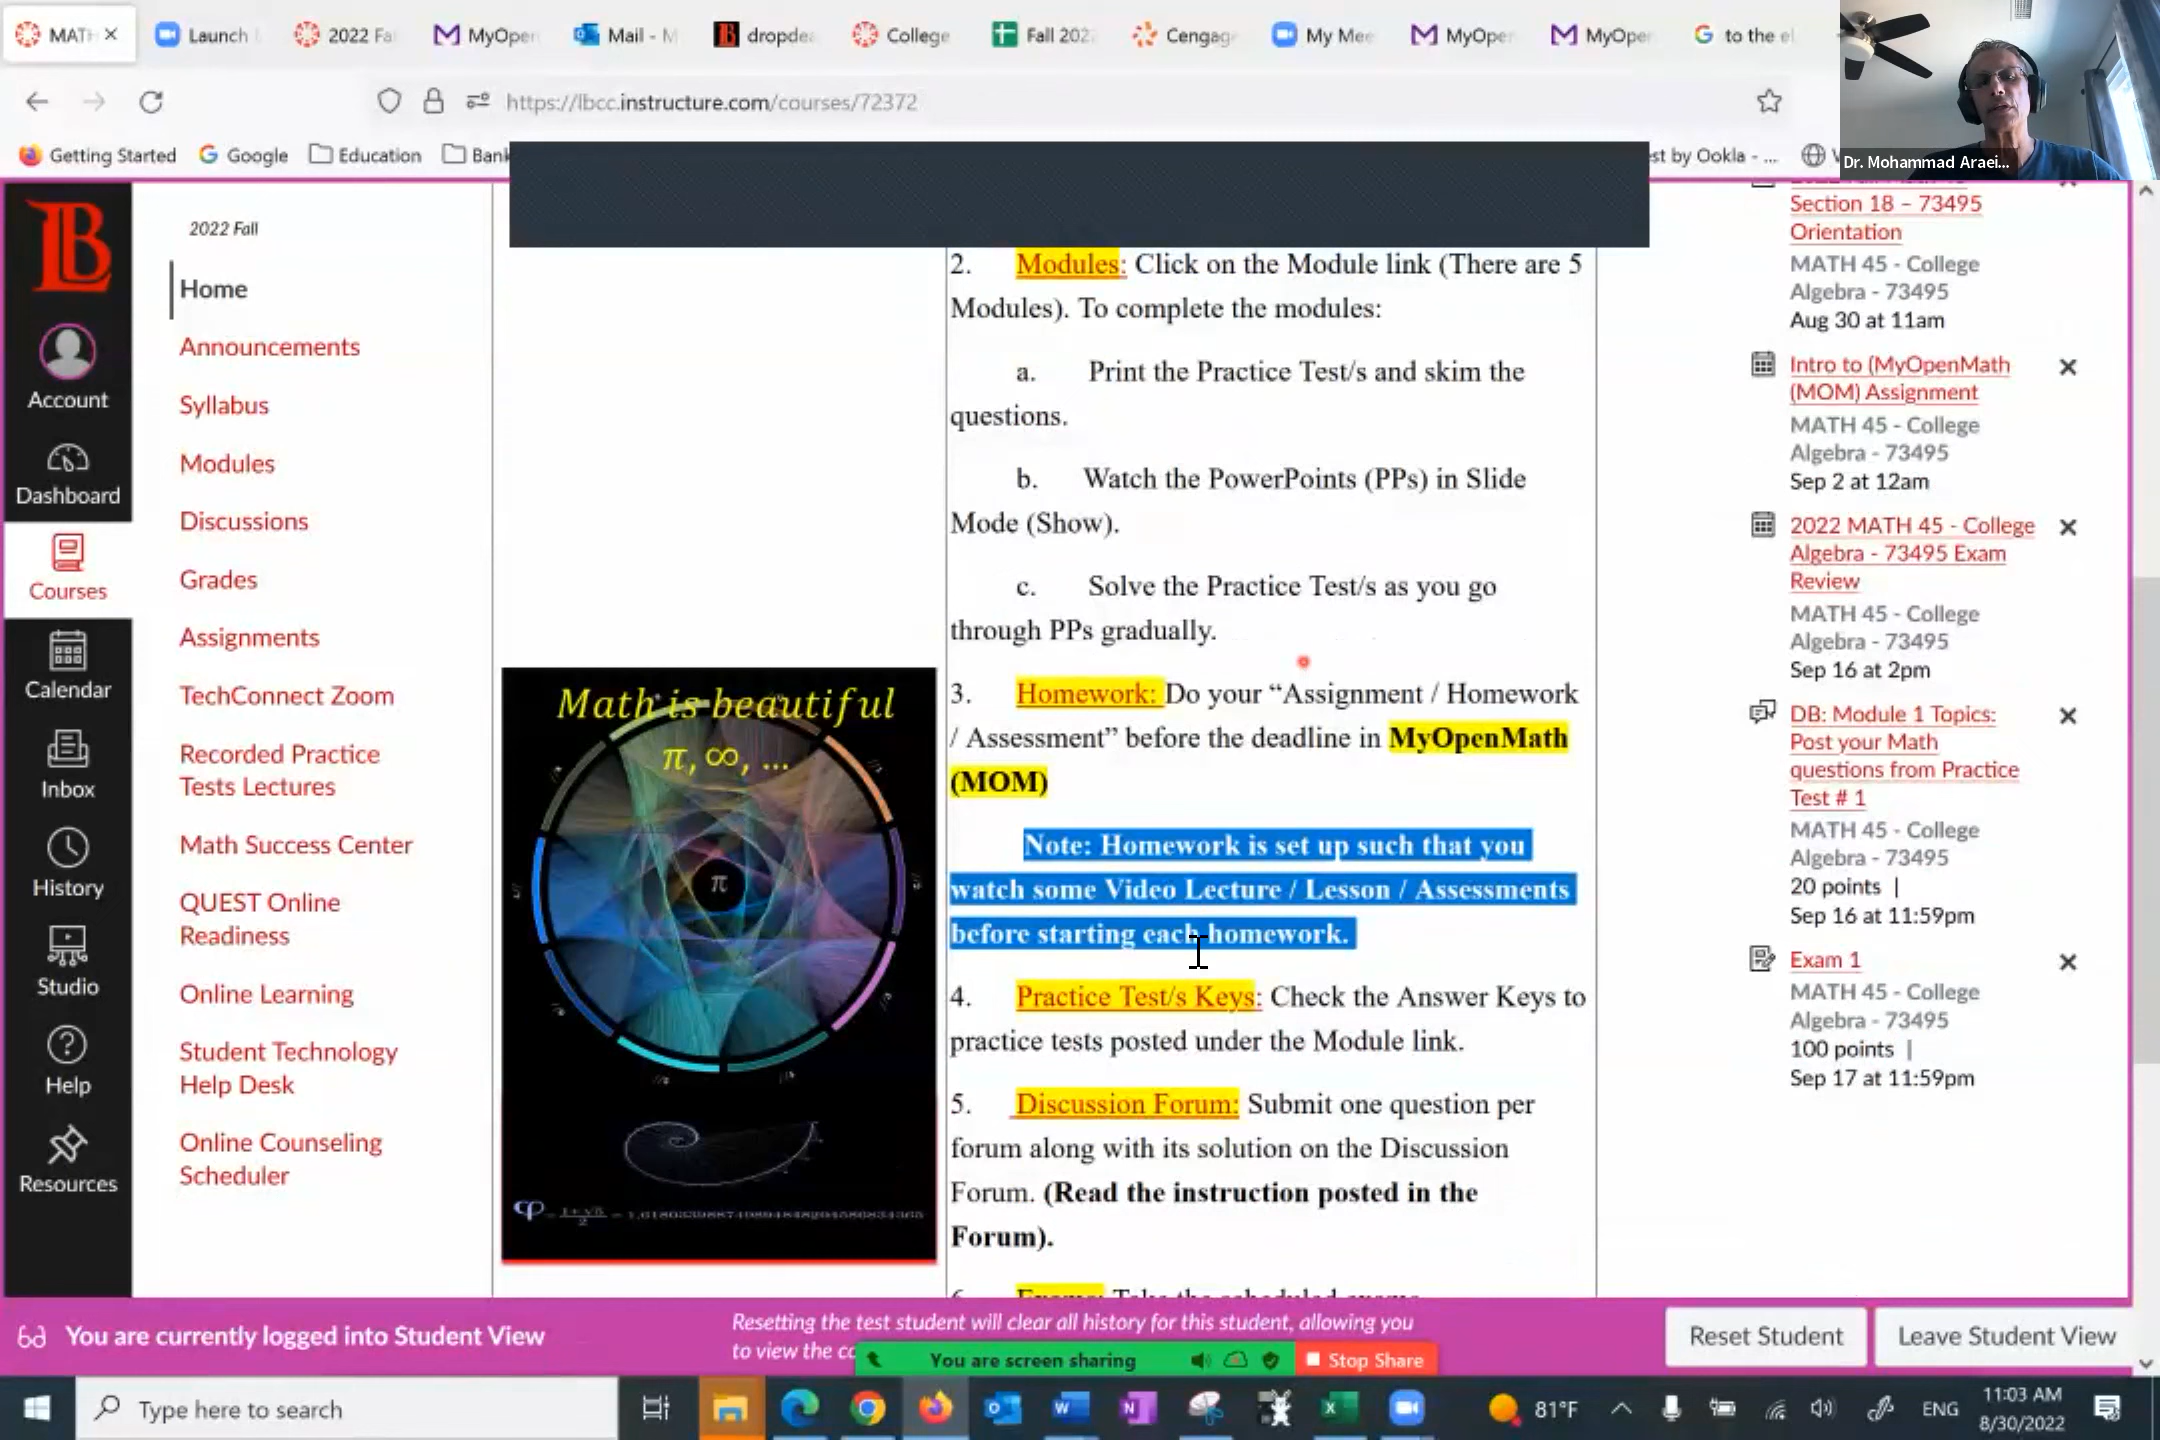 MATH
Launch
2022 Fa
MyOpen
Mail - M
dropdea
College
Fall 202
Cengag
My Mee
MyOpe
MyOper
to the el
https://lbcc.instructure.com/courses/72372
Getting Started
Google
Education
Bank
st by Ookla - ...
Dr. Mohammad Araei...
LB
Account
Dashboard
Courses
Calendar
Inbox
History
Studio
Help
Resources
2022 Fall
Home
Announcements
Syllabus
Modules
Discussions
Grades
Assignments
TechConnect Zoom
Recorded Practice
Tests Lectures
Math Success Center
QUEST Online
Readiness
Online Learning
Student Technology
Help Desk
Online Counseling
Scheduler
Math is beautiful
π, ∞, ...
π
2. Modules: Click on the Module link (There are 5
Modules). To complete the modules:
a. Print the Practice Test/s and skim the
questions.
b. Watch the PowerPoints (PPs) in Slide
Mode (Show).
c. Solve the Practice Test/s as you go
through PPs gradually.
3. Homework: Do your “Assignment / Homework
/ Assessment” before the deadline in MyOpenMath
(MOM)
Note: Homework is set up such that you
watch some Video Lecture / Lesson / Assessments
before starting each homework.
4. Practice Test/s Keys: Check the Answer Keys to
practice tests posted under the Module link.
5. Discussion Forum: Submit one question per
forum along with its solution on the Discussion
Forum. (Read the instruction posted in the
Forum).
Section 18 – 73495
Orientation
MATH 45 - College
Algebra - 73495
Aug 30 at 11am
Intro to (MyOpenMath
(MOM) Assignment
MATH 45 - College
Algebra - 73495
Sep 2 at 12am
2022 MATH 45 - College
Algebra - 73495 Exam
Review
MATH 45 - College
Algebra - 73495
Sep 16 at 2pm
DB: Module 1 Topics:
Post your Math
questions from Practice
Test # 1
MATH 45 - College
Algebra - 73495
20 points |
Sep 16 at 11:59pm
Exam 1
MATH 45 - College
Algebra - 73495
100 points |
Sep 17 at 11:59pm
You are currently logged into Student View
Resetting the test student will clear all history for this student, allowing you
to view the co
Reset Student
Leave Student View
You are screen sharing
Stop Share
Type here to search
81°F
ENG
11:03 AM
8/30/2022